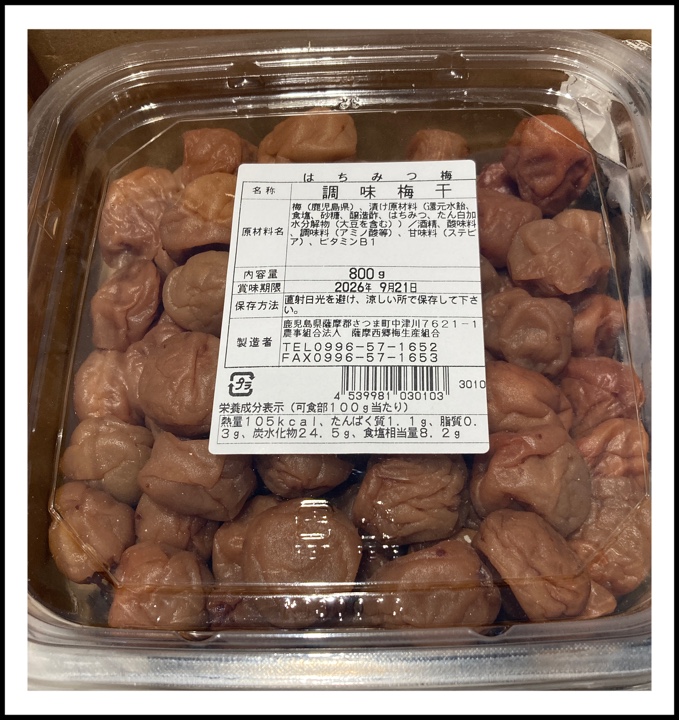 はちみつ梅
名称 調味梅干
原材料名 梅（鹿児島県）、漬け原材料（還元水飴、
食塩、砂糖、醸造酢、はちみつ、たん白加
水分解物（大豆を含む））／酒精、酸味料
、調味料（アミノ酸等）、甘味料（ステビ
ア）、ビタミンB1
内容量 800g
賞味期限 2026年 9月21日
保存方法 直射日光を避け、涼しい所で保存して下さ
い。
製造者 鹿児島県薩摩郡さつま町中津川7621-1
農事組合法人 薩摩西郷梅生産組合
TEL0996-57-1652
FAX0996-57-1653
プラ
4 539981 030103
3010
栄養成分表示（可食部100g当たり）
熱量105kcal、たんぱく質1.1g、脂質0.
3g、炭水化物24.5g、食塩相当量8.2g